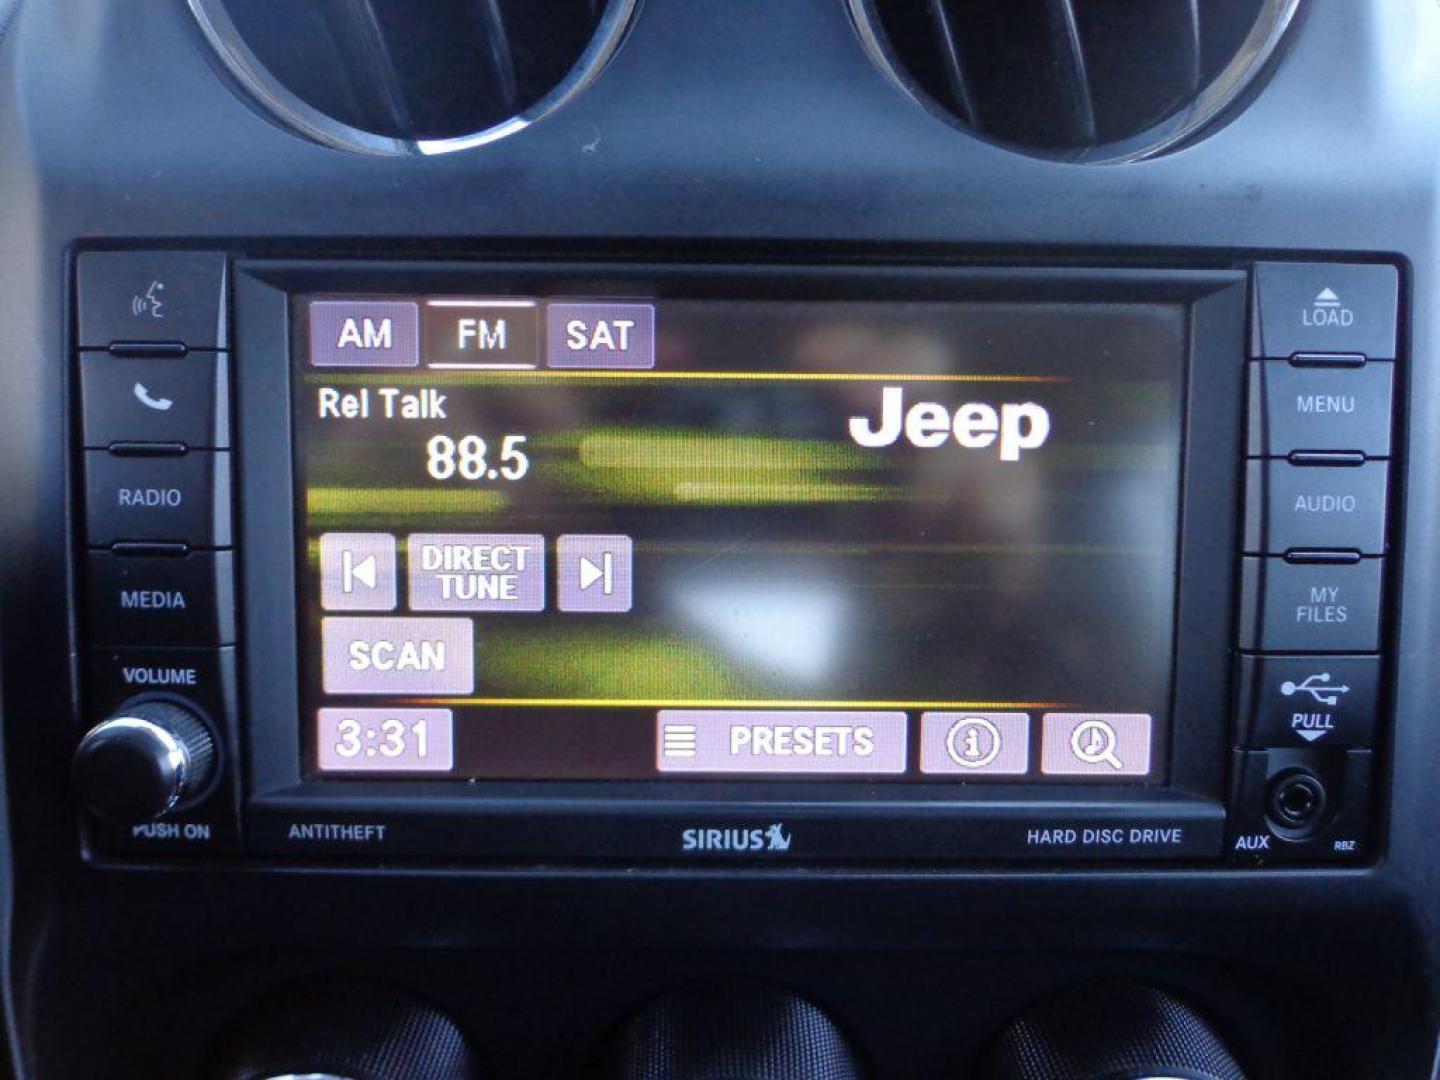 AM FM SAT
Rel Talk
88.5
Jeep
DIRECT
TUNE
SCAN
3:31
PRESETS
RADIO
MEDIA
VOLUME
PUSH ON
LOAD
MENU
AUDIO
MY
FILES
PULL
AUX
RBZ
ANTITHEFT
SIRIUS
HARD DISC DRIVE